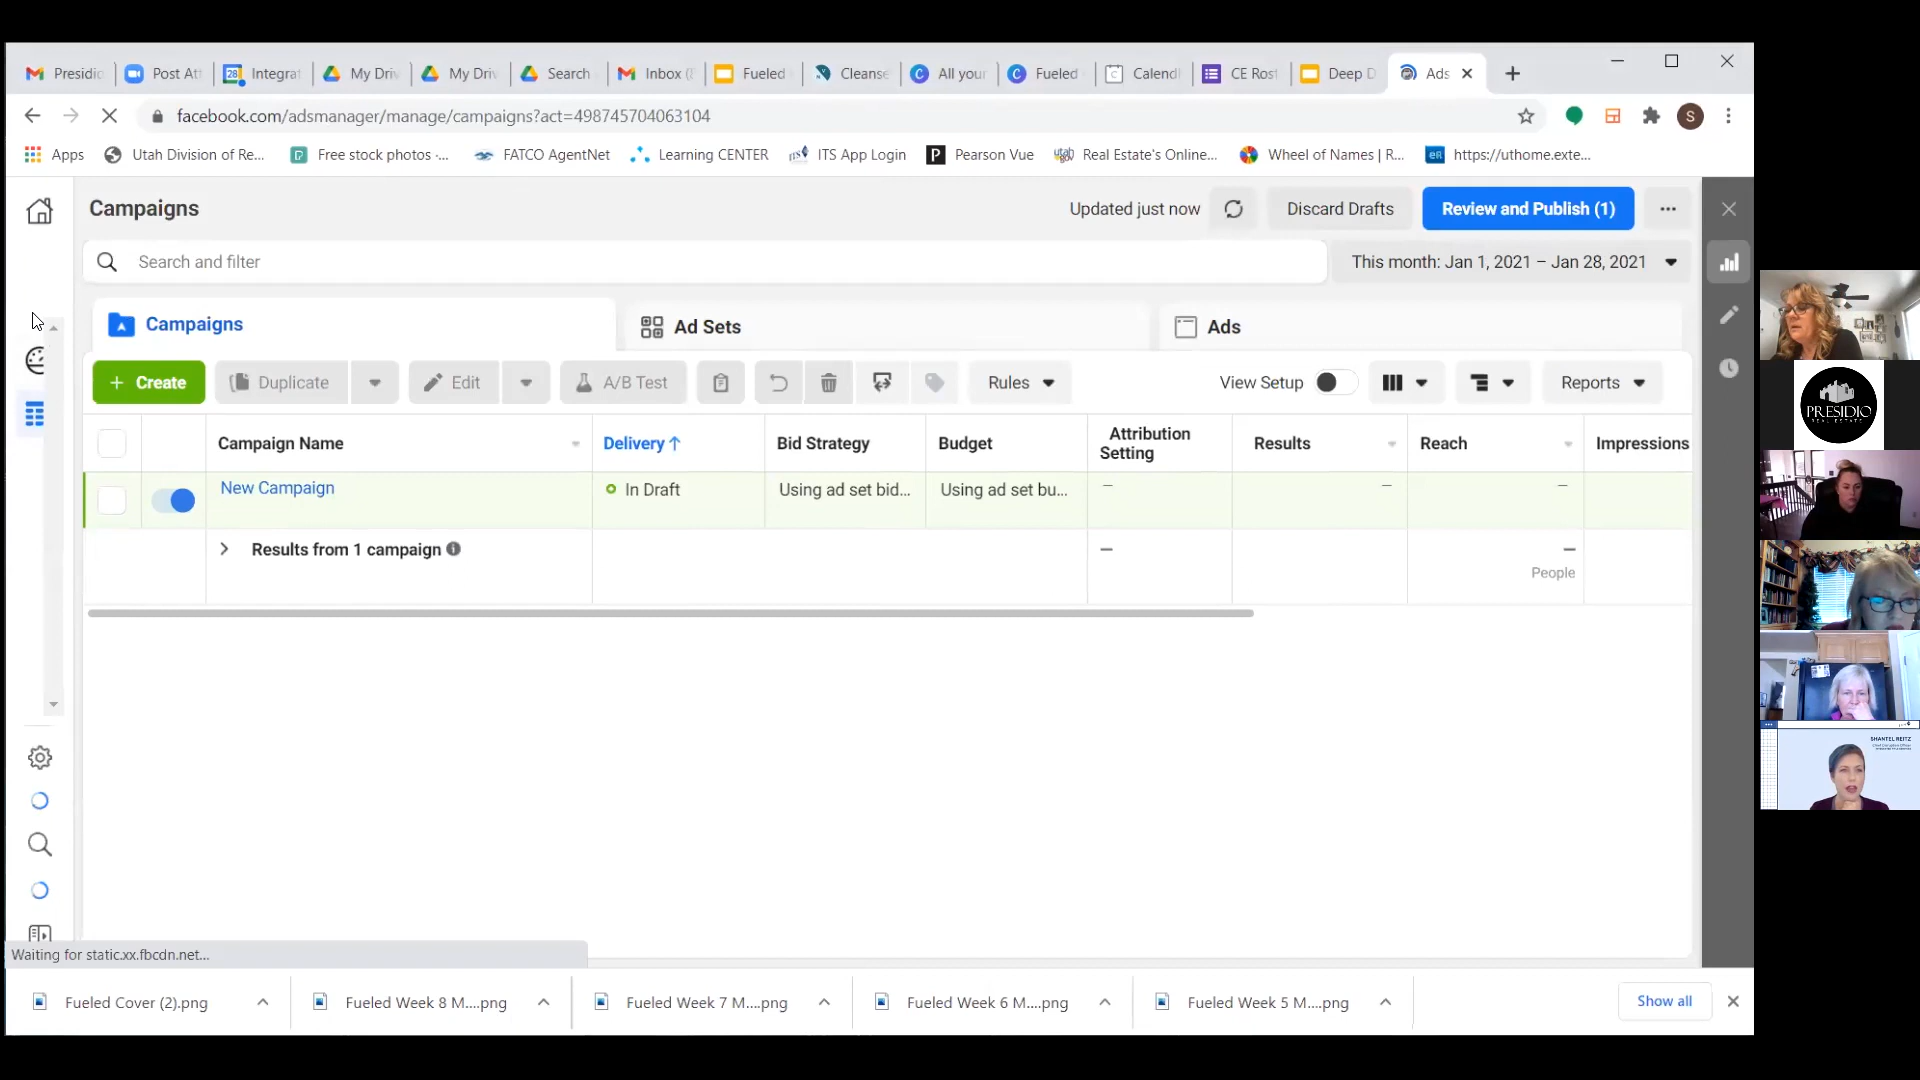 Presidio
Post Att
28
Integrat
My Driv
My Driv
Search
Inbox (
Fueled
Cleanse
All your
Fueled
Calendl
CE Rost
Deep D
Ads
facebook.com/adsmanager/manage/campaigns?act=498745704063104
S
Apps
Utah Division of Re...
Free stock photos ·...
FATCO AgentNet
Learning CENTER
ITS App Login
Pearson Vue
Real Estate's Online...
Wheel of Names | R...
https://uthome.exte...
Campaigns
Updated just now
Discard Drafts
Review and Publish (1)
Search and filter
This month: Jan 1, 2021 – Jan 28, 2021
Campaigns
Ad Sets
Ads
+ Create
Duplicate
Edit
A/B Test
Rules
View Setup
Reports
Campaign Name
Delivery ↑
Bid Strategy
Budget
Attribution
Setting
Results
Reach
Impressions
New Campaign
In Draft
Using ad set bid...
Using ad set bu...
—
—
—
Results from 1 campaign
—
—
People
Waiting for static.xx.fbcdn.net...
Fueled Cover (2).png
Fueled Week 8 M....png
Fueled Week 7 M....png
Fueled Week 6 M....png
Fueled Week 5 M....png
Show all
PRESIDIO
REAL ESTATE
SHANTEL REITZ